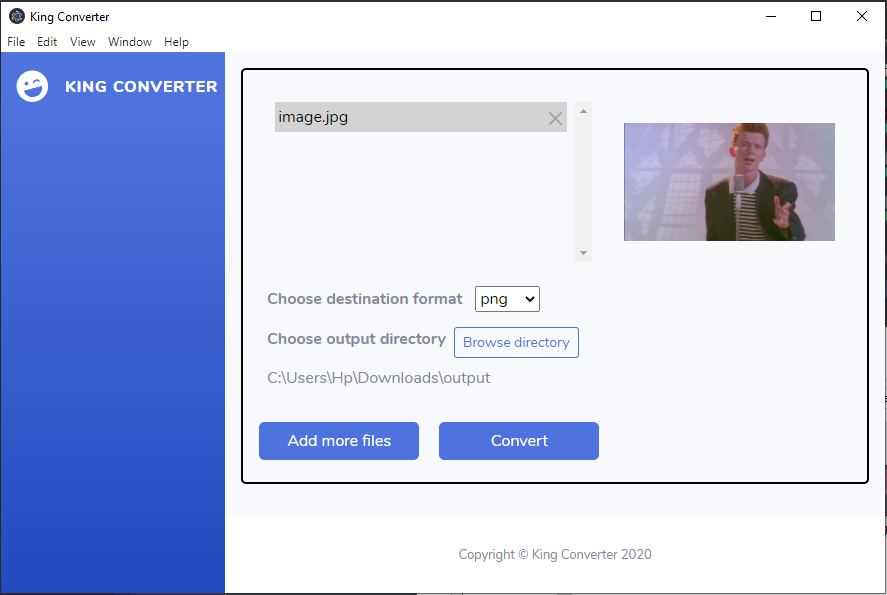 King Converter
File Edit View Window Help
KING CONVERTER
image.jpg
Choose destination format png
Choose output directory Browse directory
C:\Users\Hp\Downloads\output
Add more files Convert
Copyright © King Converter 2020